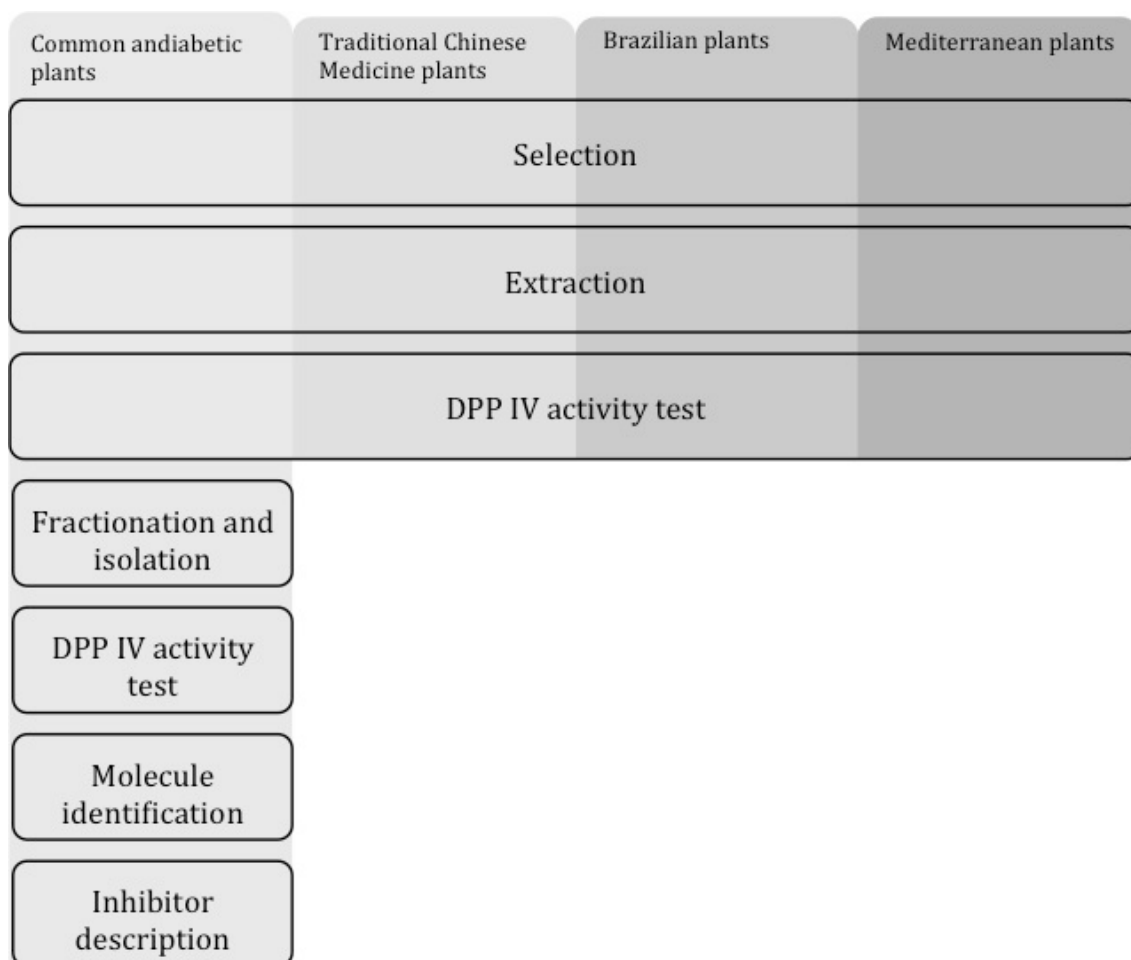 Common andiabetic
plants
Traditional Chinese
Medicine plants
Brazilian plants
Mediterranean plants
Selection
Extraction
DPP IV activity test
Fractionation and
isolation
DPP IV activity
test
Molecule
identification
Inhibitor
description